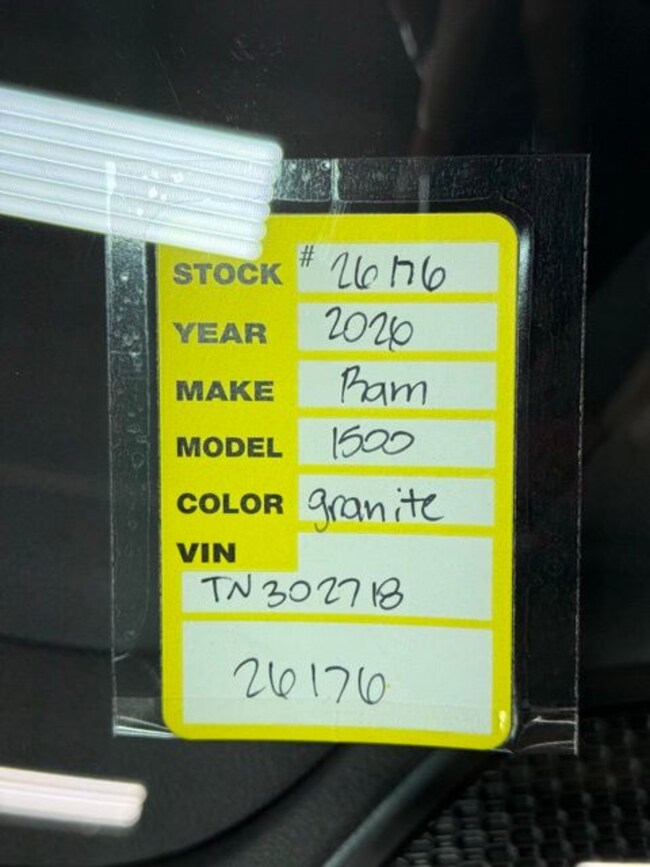 STOCK # 26176
YEAR 2026
MAKE Ram
MODEL 1500
COLOR granite
VIN
TN302718
26176